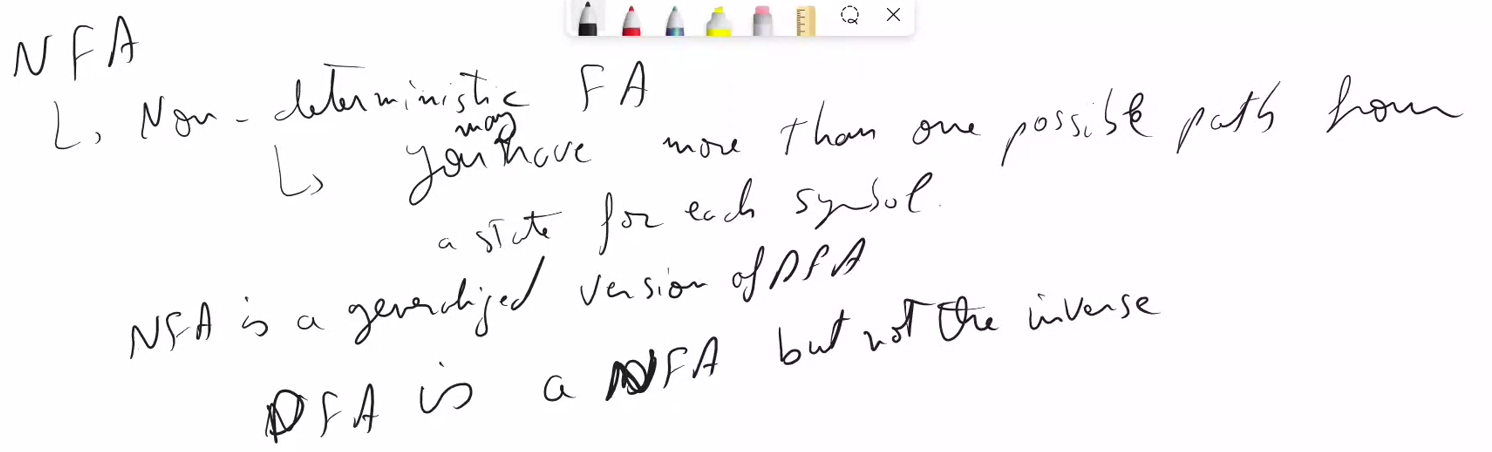 NFA
↳ Non-deterministic FA
↳ you may have more than one possible path from
a state for each symbol.
NFA is a generalized version of DFA
DFA is a NFA but not the inverse